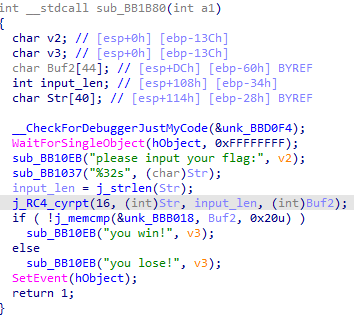 int __stdcall sub_BB1B80(int a1)
{
char v2; // [esp+0h] [ebp-13Ch]
char v3; // [esp+0h] [ebp-13Ch]
char Buf2[44]; // [esp+DCh] [ebp-60h] BYREF
int input_len; // [esp+108h] [ebp-34h]
char Str[40]; // [esp+114h] [ebp-28h] BYREF
__CheckForDebuggerJustMyCode(&unk_BBD0F4);
WaitForSingleObject(hObject, 0xFFFFFFFF);
sub_BB10EB("please input your flag:", v2);
sub_BB1037("%32s", (char)Str);
input_len = j_strlen(Str);
j_RC4_cyrpt(16, (int)Str, input_len, (int)Buf2);
if ( !j_memcmp(&unk_BBB018, Buf2, 0x20u) )
sub_BB10EB("you win!", v3);
else
sub_BB10EB("you lose!", v3);
SetEvent(hObject);
return 1;
}